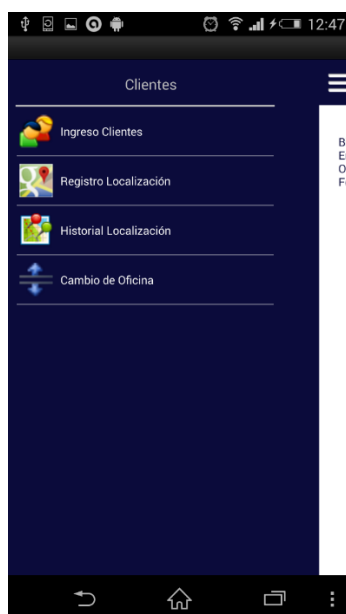 12:47
Clientes
Ingreso Clientes
Registro Localización
Historial Localización
Cambio de Oficina
B
E
O
F